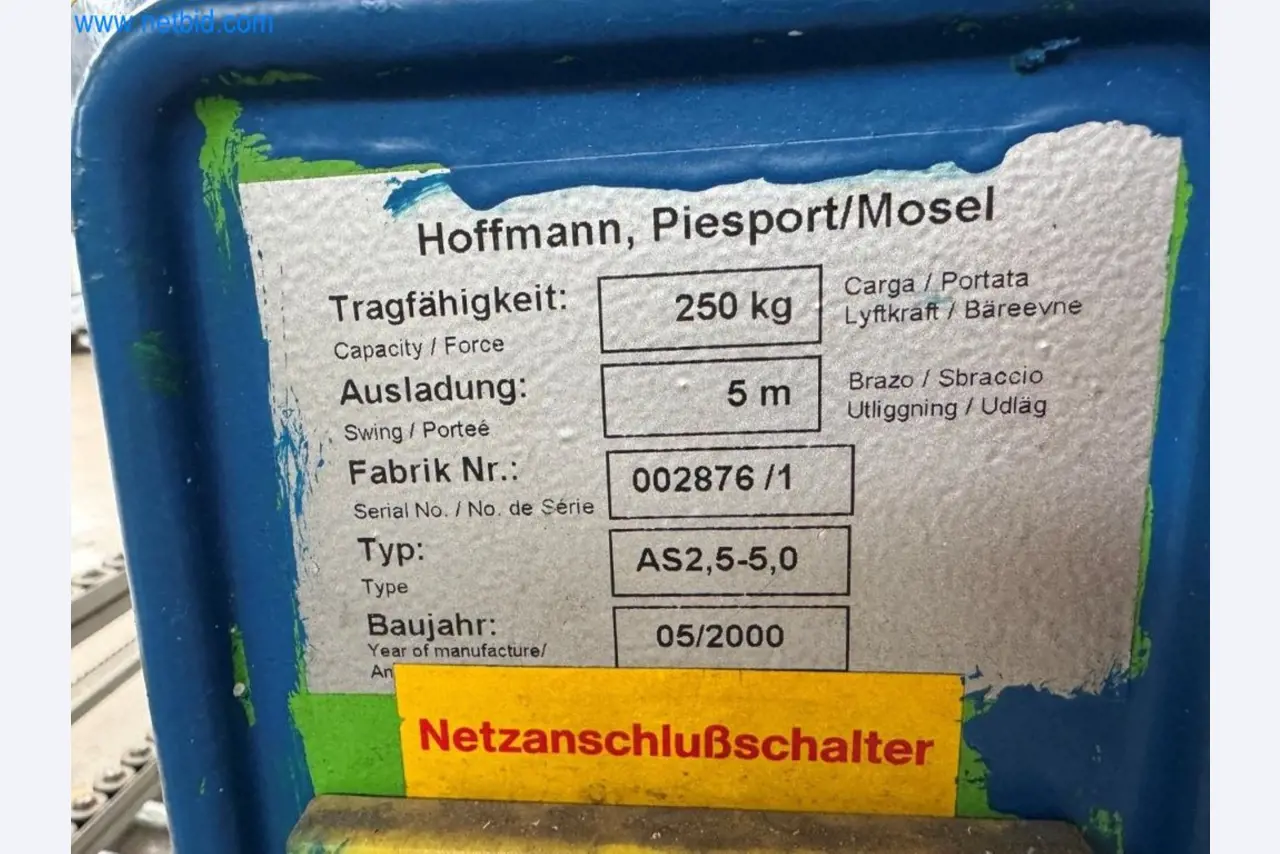 www.netbid.com
Hoffmann, Piesport/Mosel
Tragfähigkeit: 250 kg Carga / Portata
Capacity / Force Lyftkraft / Bäreevne
Ausladung: 5 m Brazo / Sbraccio
Swing / Porteé Utliggning / Udläg
Fabrik Nr.: 002876 /1
Serial No. / No. de Série
Typ: AS2,5-5,0
Type
Baujahr: 05/2000
Year of manufacture/
An
Netzanschlußschalter